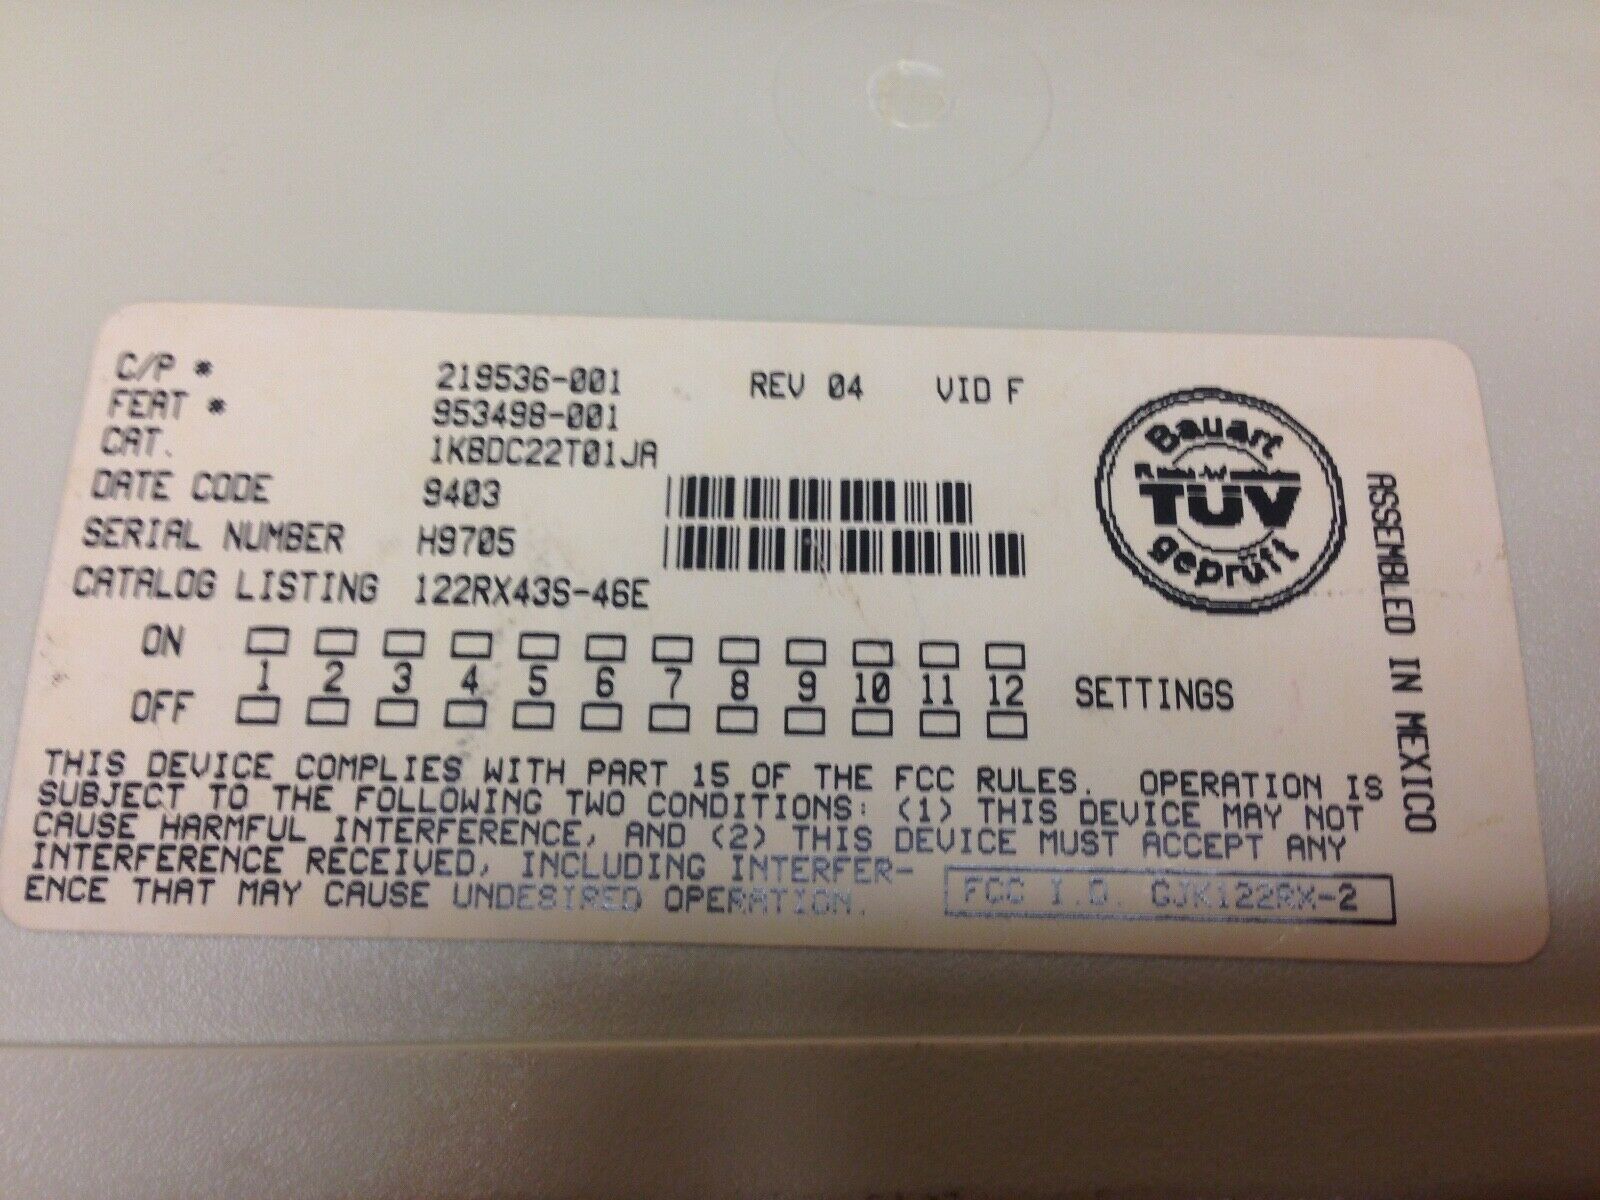 C/P * 219536-001 REV 04 VID F
FEAT * 953498-001
CAT. 1KBDC22T01JA
DATE CODE 9403
SERIAL NUMBER H9705
CATALOG LISTING 122RX43S-46E
Bauart
TÜV
geprüft
ASSEMBLED IN MEXICO
ON
1 2 3 4 5 6 7 8 9 10 11 12 SETTINGS
OFF
THIS DEVICE COMPLIES WITH PART 15 OF THE FCC RULES. OPERATION IS
SUBJECT TO THE FOLLOWING TWO CONDITIONS: (1) THIS DEVICE MAY NOT
CAUSE HARMFUL INTERFERENCE, AND (2) THIS DEVICE MUST ACCEPT ANY
INTERFERENCE RECEIVED, INCLUDING INTERFER-
ENCE THAT MAY CAUSE UNDESIRED OPERATION.
FCC I.D. GJK122RX-2